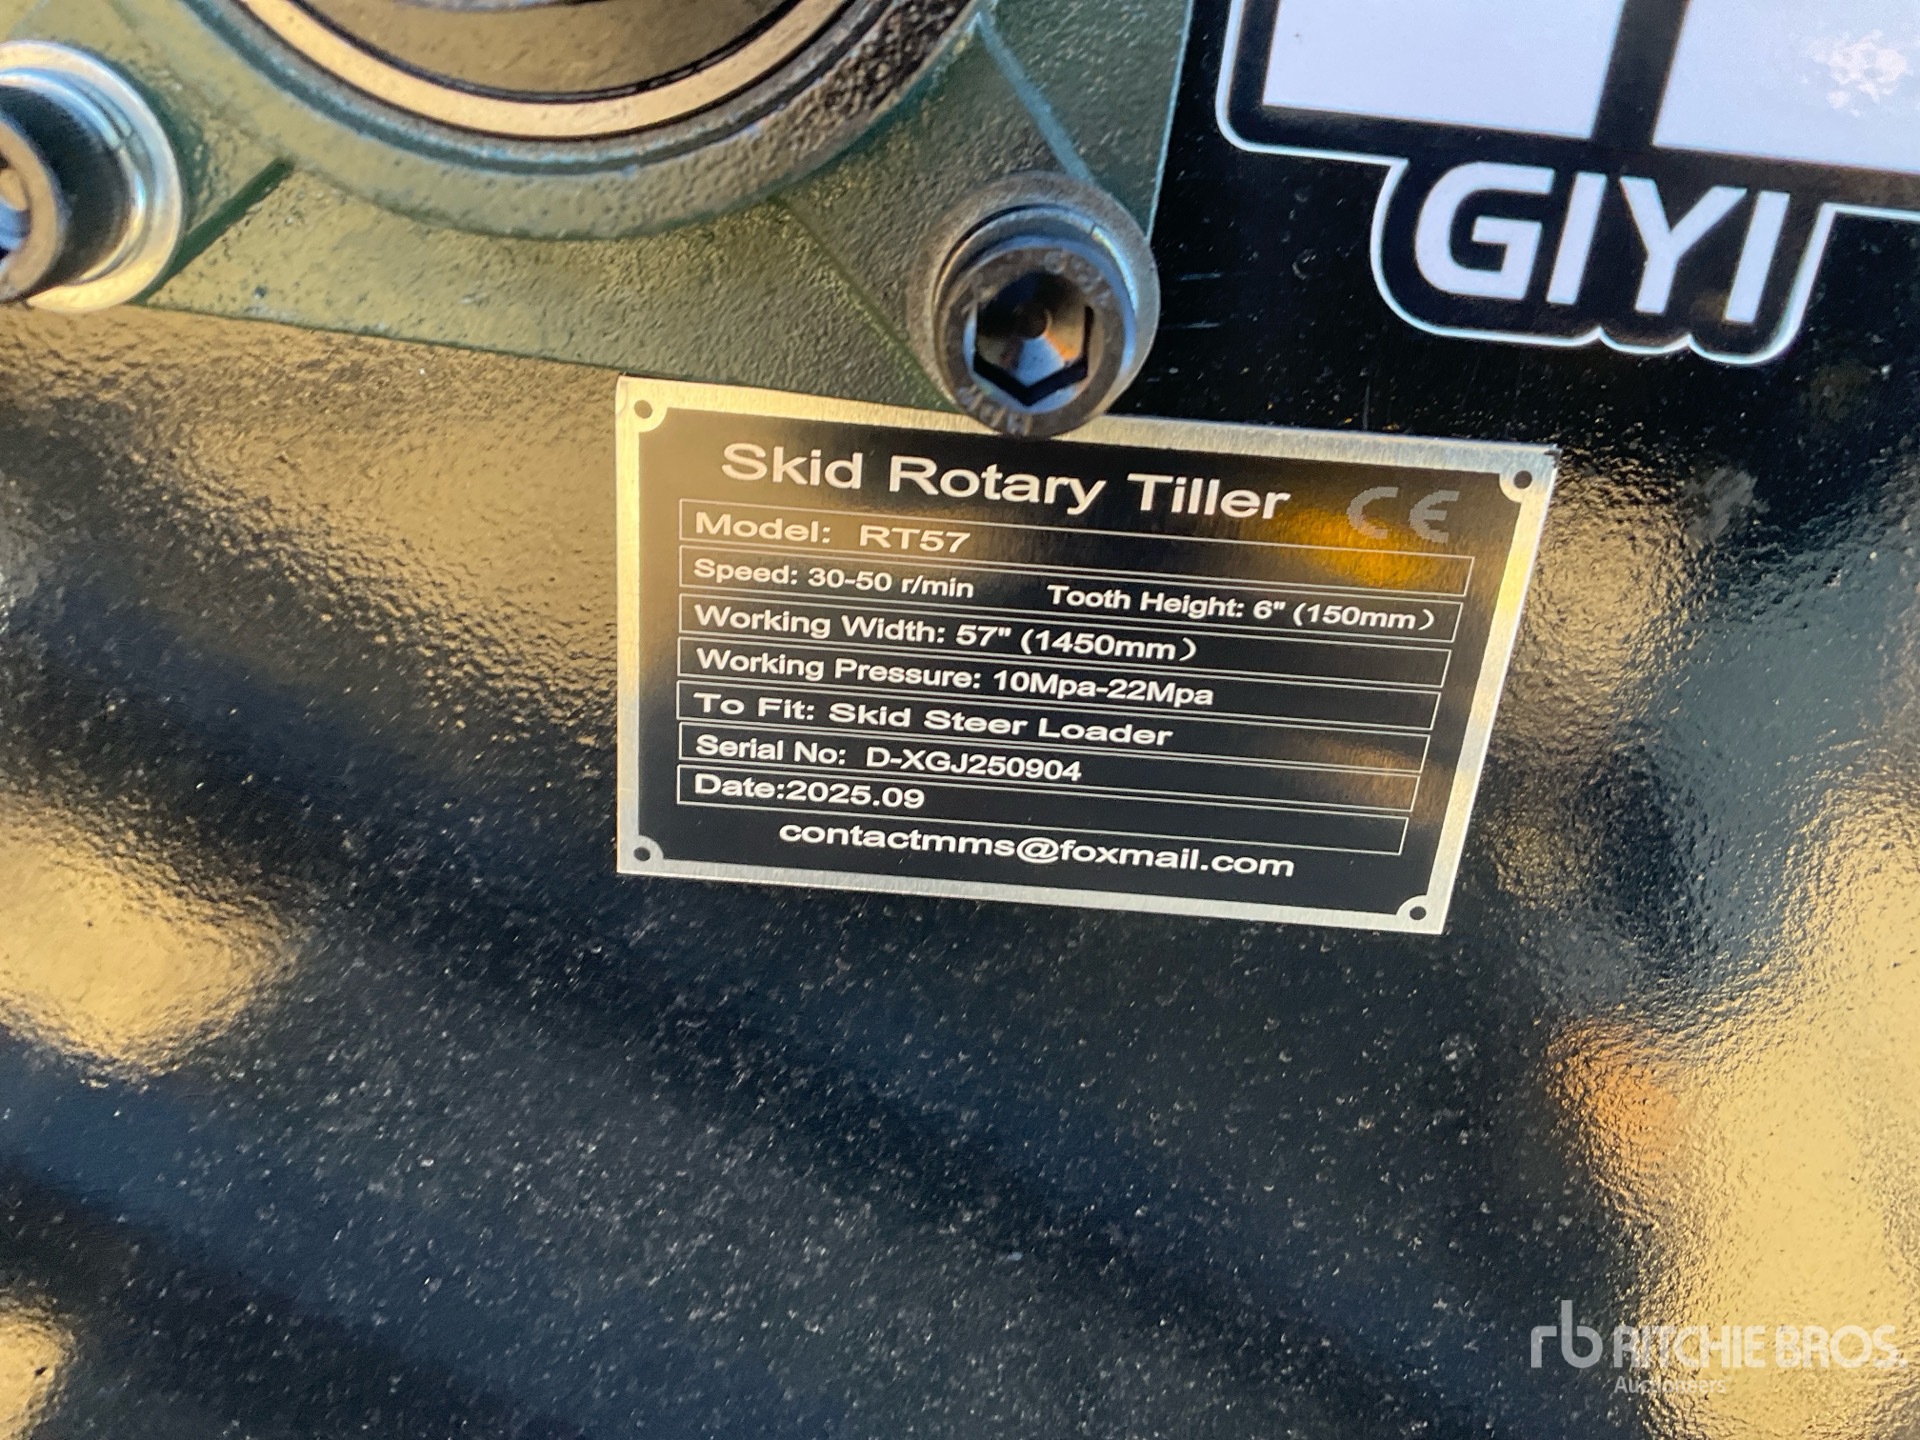 GIYI
Skid Rotary Tiller CE
Model: RT57
Speed: 30-50 r/min Tooth Height: 6" (150mm)
Working Width: 57" (1450mm)
Working Pressure: 10Mpa-22Mpa
To Fit: Skid Steer Loader
Serial No: D-XGJ250904
Date:2025.09
contactmms@foxmail.com
rb RITCHIE BROS.
Auctioneers